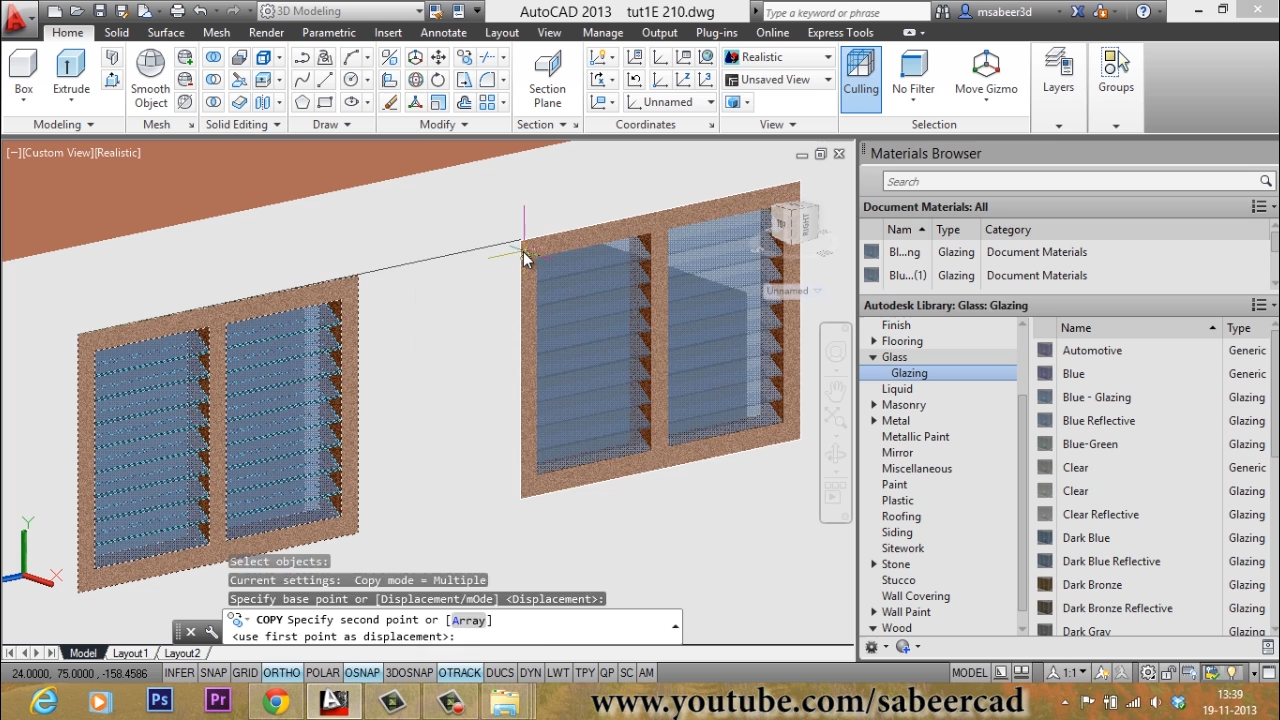 3D Modeling
AutoCAD 2013 tut1E 210.dwg
Type a keyword or phrase
msabeer3d
Home Solid Surface Mesh Render Parametric Insert Annotate Layout View Manage Output Plug-ins Online Express Tools
Box Extrude Smooth Object
Section Plane
Realistic
Unsaved View
Unnamed
Culling No Filter Move Gizmo Layers Groups
Modeling Mesh Solid Editing Draw Modify Section Coordinates View Selection
[−][Custom View][Realistic]
RIGHT
Unnamed
Y
X
Select objects:
Current settings: Copy mode = Multiple
Specify base point or [Displacement/mOde] <Displacement>:
COPY Specify second point or [Array]
<use first point as displacement>:
Materials Browser
Search
Document Materials: All
Nam Type Category
Bl...ng Glazing Document Materials
Blu...(1) Glazing Document Materials
Autodesk Library: Glass: Glazing
Finish
Flooring
Glass
Glazing
Liquid
Masonry
Metal
Metallic Paint
Mirror
Miscellaneous
Paint
Plastic
Roofing
Siding
Sitework
Stone
Stucco
Wall Covering
Wall Paint
Wood
Name Type
Automotive Generic
Blue Generic
Blue - Glazing Glazing
Blue Reflective Glazing
Blue-Green Glazing
Clear Generic
Clear Glazing
Clear Reflective Glazing
Dark Blue Glazing
Dark Blue Reflective Glazing
Dark Bronze Glazing
Dark Bronze Reflective Glazing
Dark Gray Glazing
Model Layout1 Layout2
24.0000, 75.0000, -158.4586 INFER SNAP GRID ORTHO POLAR OSNAP 3DOSNAP OTRACK DUCS DYN LWT TPY QP SC AM
MODEL 1:1
Ps Pr
www.youtube.com/sabeercad
13:39
19-11-2013